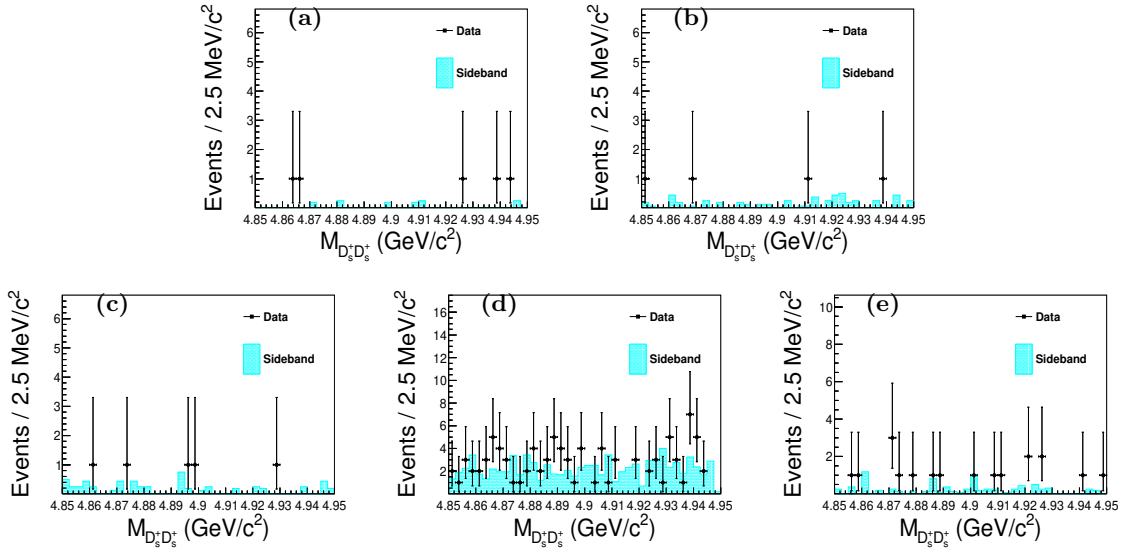 (a)
Events / 2.5 MeV/c²
6
5
4
3
2
1
Data
Sideband
4.85 4.86 4.87 4.88 4.89 4.9 4.91 4.92 4.93 4.94 4.95
M_{D_s^+D_s^+} (GeV/c²)
(b)
Events / 2.5 MeV/c²
6
5
4
3
2
1
Data
Sideband
4.85 4.86 4.87 4.88 4.89 4.9 4.91 4.92 4.93 4.94 4.95
M_{D_s^+D_s^+} (GeV/c²)
(c)
Events / 2.5 MeV/c²
6
5
4
3
2
1
Data
Sideband
4.85 4.86 4.87 4.88 4.89 4.9 4.91 4.92 4.93 4.94 4.95
M_{D_s^+D_s^+} (GeV/c²)
(d)
Events / 2.5 MeV/c²
16
14
12
10
8
6
4
2
Data
Sideband
4.85 4.86 4.87 4.88 4.89 4.9 4.91 4.92 4.93 4.94 4.95
M_{D_s^+D_s^+} (GeV/c²)
(e)
Events / 2.5 MeV/c²
10
8
6
4
2
Data
Sideband
4.85 4.86 4.87 4.88 4.89 4.9 4.91 4.92 4.93 4.94 4.95
M_{D_s^+D_s^+} (GeV/c²)